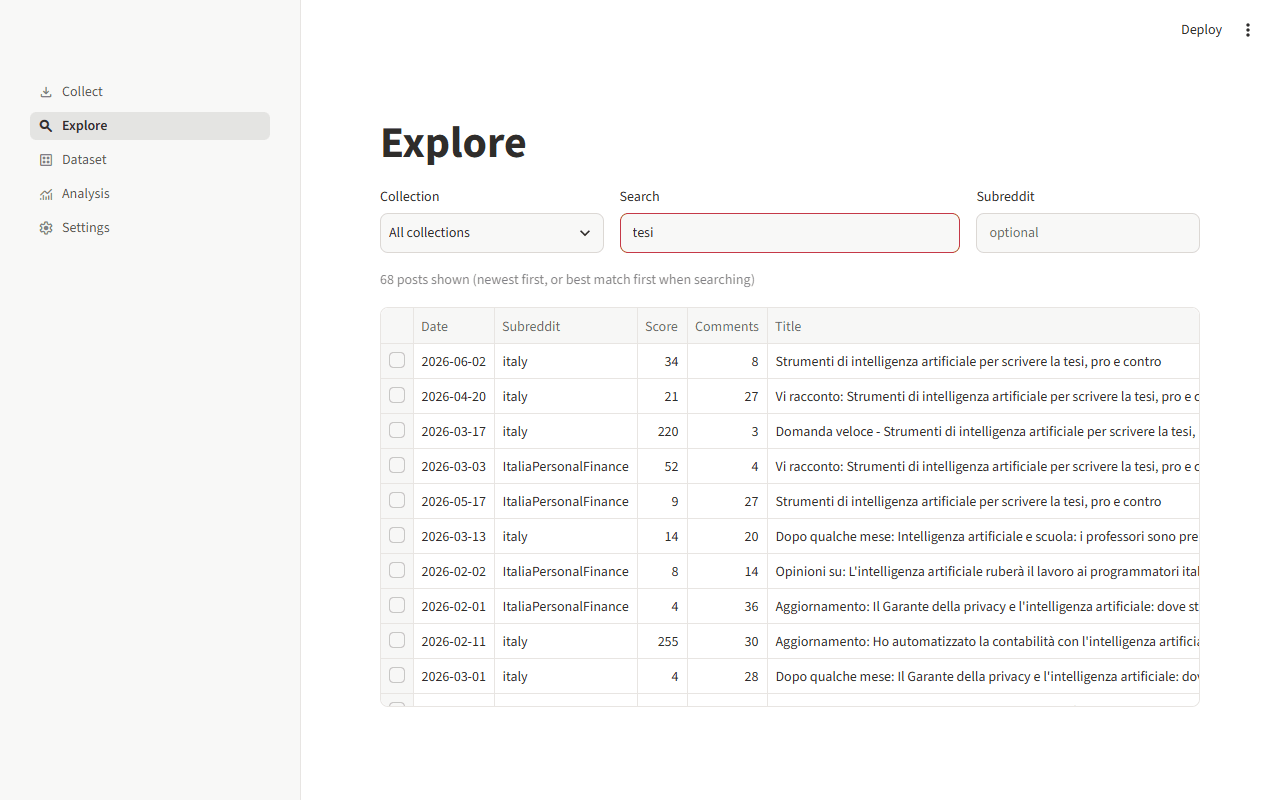 Deploy
Collect
Explore
Dataset
Analysis
Settings
Explore
Collection Search Subreddit
All collections tesi optional
68 posts shown (newest first, or best match first when searching)
Date Subreddit Score Comments Title
2026-06-02 italy 34 8 Strumenti di intelligenza artificiale per scrivere la tesi, pro e contro
2026-04-20 italy 21 27 Vi racconto: Strumenti di intelligenza artificiale per scrivere la tesi, pro e c
2026-03-17 italy 220 3 Domanda veloce - Strumenti di intelligenza artificiale per scrivere la tesi,
2026-03-03 ItaliaPersonalFinance 52 4 Vi racconto: Strumenti di intelligenza artificiale per scrivere la tesi, pro e c
2026-05-17 ItaliaPersonalFinance 9 27 Strumenti di intelligenza artificiale per scrivere la tesi, pro e contro
2026-03-13 italy 14 20 Dopo qualche mese: Intelligenza artificiale e scuola: i professori sono pre
2026-02-02 ItaliaPersonalFinance 8 14 Opinioni su: L'intelligenza artificiale ruberà il lavoro ai programmatori ital
2026-02-01 ItaliaPersonalFinance 4 36 Aggiornamento: Il Garante della privacy e l'intelligenza artificiale: dove st
2026-02-11 italy 255 30 Aggiornamento: Ho automatizzato la contabilità con l'intelligenza artificia
2026-03-01 italy 4 28 Dopo qualche mese: Il Garante della privacy e l'intelligenza artificiale: dov